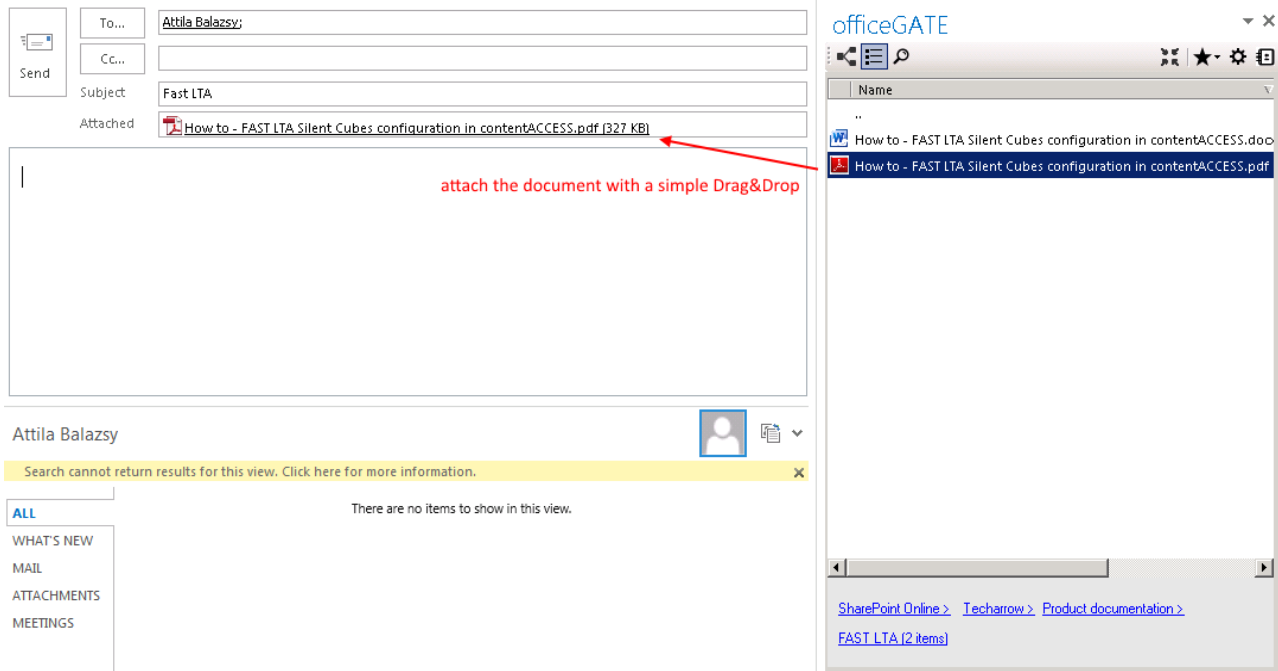 To...
Attila Balazsy;
Cc...
Send
Subject
Fast LTA
Attached
How to - FAST LTA Silent Cubes configuration in contentACCESS.pdf (327 KB)
attach the document with a simple Drag&Drop
Attila Balazsy
Search cannot return results for this view. Click here for more information.
ALL
There are no items to show in this view.
WHAT'S NEW
MAIL
ATTACHMENTS
MEETINGS
officeGATE
Name
..
How to - FAST LTA Silent Cubes configuration in contentACCESS.doc
How to - FAST LTA Silent Cubes configuration in contentACCESS.pdf
SharePoint Online > Techarrow > Product documentation >
FAST LTA (2 items)